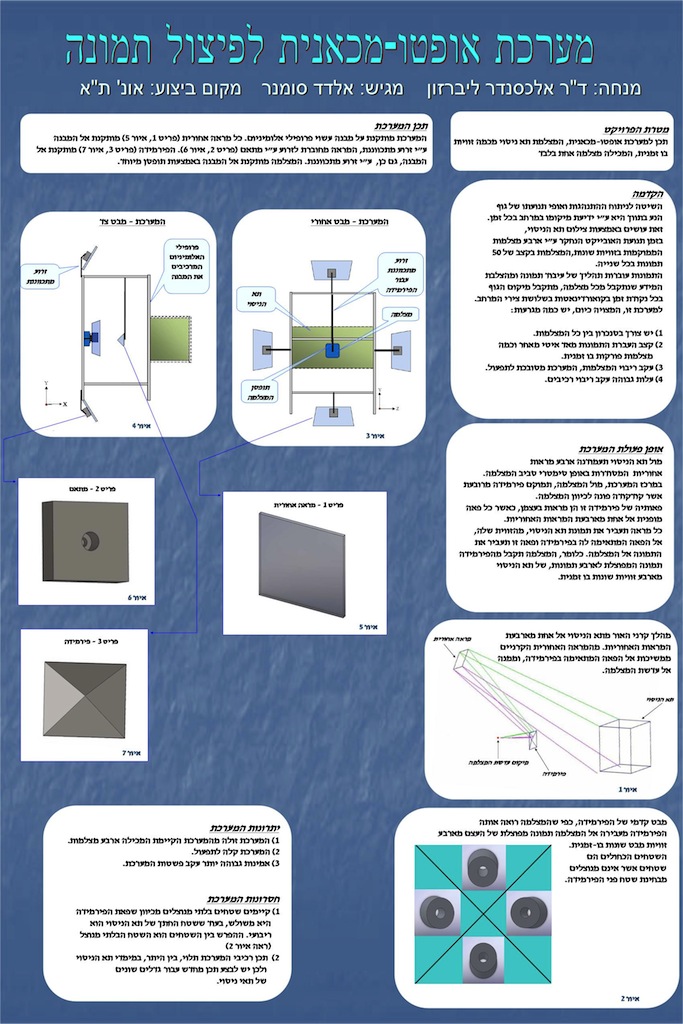 מערכת אופטו-מכאנית לפיצול תמונה
מנחה: ד"ר אלכסנדר ליברזון מגיש: אלדד סומנר מקום ביצוע: אונ' ת"א
מטרת הפרויקט
תכן למערכת אופטו-מכאנית, המצלמת תא ניסוי מכמה זוויות
בו זמנית, המכילה מצלמה אחת בלבד
תכן המערכת
המערכת מותקנת על מבנה עשוי פרופילי אלומיניום. כל מראה אחורית (פריט 1, איור 5) מותקנת אל המבנה
ע"י זרוע מתכווננת, המראה מחוברת לזרוע ע"י מתאם (פריט 2, איור 6). הפירמידה (פריט 3, איור 7) מותקנת אל
המבנה, גם כן, ע"י זרוע מתכווננת. המצלמה מותקנת אל המבנה באמצעות תופסן מיוחד.
הקדמה
השיטה לניתוח ההתנהגות ואופי תנועתו של גוף
הנע בתווך היא ע"י ידיעת מיקומו במרחב בכל זמן.
זאת עושים באמצעות צילום תא הניסוי,
בזמן תנועת האובייקט הנחקר ע"י ארבע מצלמות
הממוקמות בזוויות שונות,המצלמות בקצב של 50
תמונות בכל שנייה.
התמונות עוברות תהליך של עיבוד תמונה ומהצלבת
המידע שנתקבל מכל מצלמה, מתקבל מיקום הגוף
בכל נקודת זמן בקואורדינאטות בשלושת צירי המרחב.
למערכת זו, המצויה כיום, יש כמה מגרעות:
1) יש צורך בסנכרון בין כל המצלמות.
2) קצב העברת התמונות מאד איטי מאחר וכמה
מצלמות פורקות בו זמנית.
3) עקב ריבוי המצלמות, המערכת מסובכת לתפעול.
4) עלות גבוהה עקב ריבוי רכיבים.
המערכת - מבט אחורי
זרוע
מתכווננת
עבור
הפירמידה
תא
הניסוי
מצלמה
תופסן
המצלמה
Y
Z
איור 3
המערכת - מבט צד
זרוע
מתכווננת
פרופילי
האלומיניום
המרכיבים
את המבנה
Y
X
איור 4
אופן פעולת המערכת
מול תא הניסוי תעמודנה ארבע מראות
אחוריות המסודרות באופן סימטרי סביב המצלמה.
במרכז המערכת, מול המצלמה, תמוקם פירמידה מרובעת
אשר קודקודה פונה לכיוון המצלמה.
פאותיה של פירמידה זו הן מראות בעצמן, כאשר כל פאה
מופנית אל אחת מארבעת המראות האחוריות.
כל מראה תעביר את תמונת תא הניסוי, מהזווית שלה,
אל הפאה המתאימה לה בפירמידה ופאה זו תעביר את
התמונה אל המצלמה. כלומר, המצלמה תקבל מהפירמידה
תמונה המפוצלת לארבע תמונות, של תא הניסוי
מארבע זוויות שונות בו זמנית.
פריט 1 - מראה אחורית
איור 5
פריט 2 - מתאם
איור 6
פריט 3 - פירמידה
איור 7
מהלך קרני האור מתא הניסוי אל אחת מארבעת
המראות האחוריות. מהמראה האחורית הקרניים
ממשיכות אל הפאה המתאימה בפירמידה, וממנה
אל עדשת המצלמה.
מראה אחורית
תא הניסוי
מיקום עדשת המצלמה
פירמידה
איור 1
מבט קדמי של הפירמידה, כפי שהמצלמה רואה אותה
הפירמידה מעבירה אל המצלמה תמונה מפוצלת של העצם מארבע
זוויות מבט שונות בו-זמנית.
השטחים הכחולים הם
שטחים אשר אינם מנוצלים
מבחינת שטח פני הפירמידה.
איור 2
יתרונות המערכת
1) המערכת זולה מהמערכת הקיימת המכילה ארבע מצלמות.
2) המערכת קלה לתפעול.
3) אמינות גבוהה יותר עקב פשטות המערכת.
חסרונות המערכת
1) קיימים שטחים בלתי מנוצלים מכיוון שפאת הפירמידה
היא משולש, בעוד ששטח החתך של תא הניסוי הוא
ריבועי. ההפרש בין השטחים הוא השטח הבלתי מנוצל
(ראה איור 2)
2) תכן רכיבי המערכת תלוי, בין היתר, במימדי תא הניסוי
ולכן יש לבצע תכן מחודש עבור גדלים שונים
של תאי ניסוי.